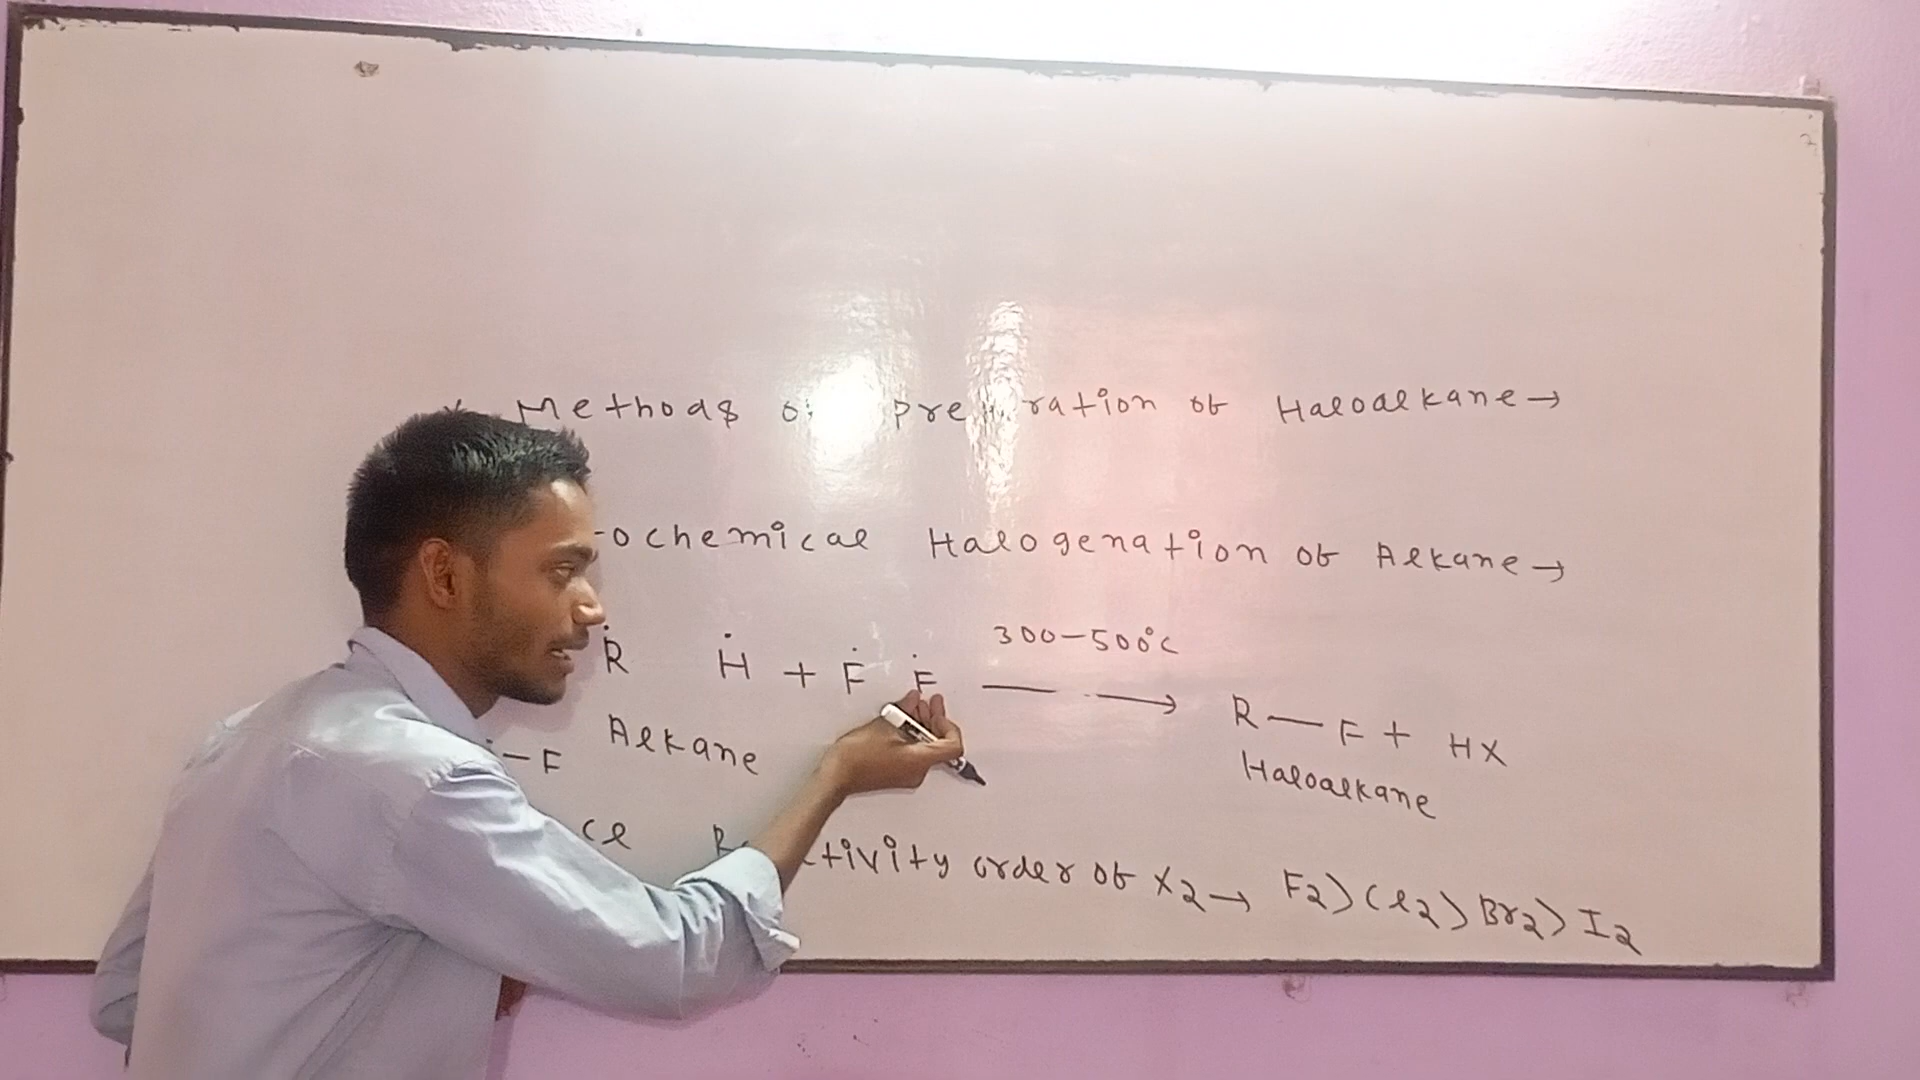 Methods of preparation of Haloalkane→
ochemical Halogenation of Alkane→
300-500°C
Ṙ Ḣ + Ḟ Ḟ ⟶ R—F + HX
Alkane
Haloalkane
-F
Cl
Reactivity order of X2→ F2>Cl2>Br2>I2